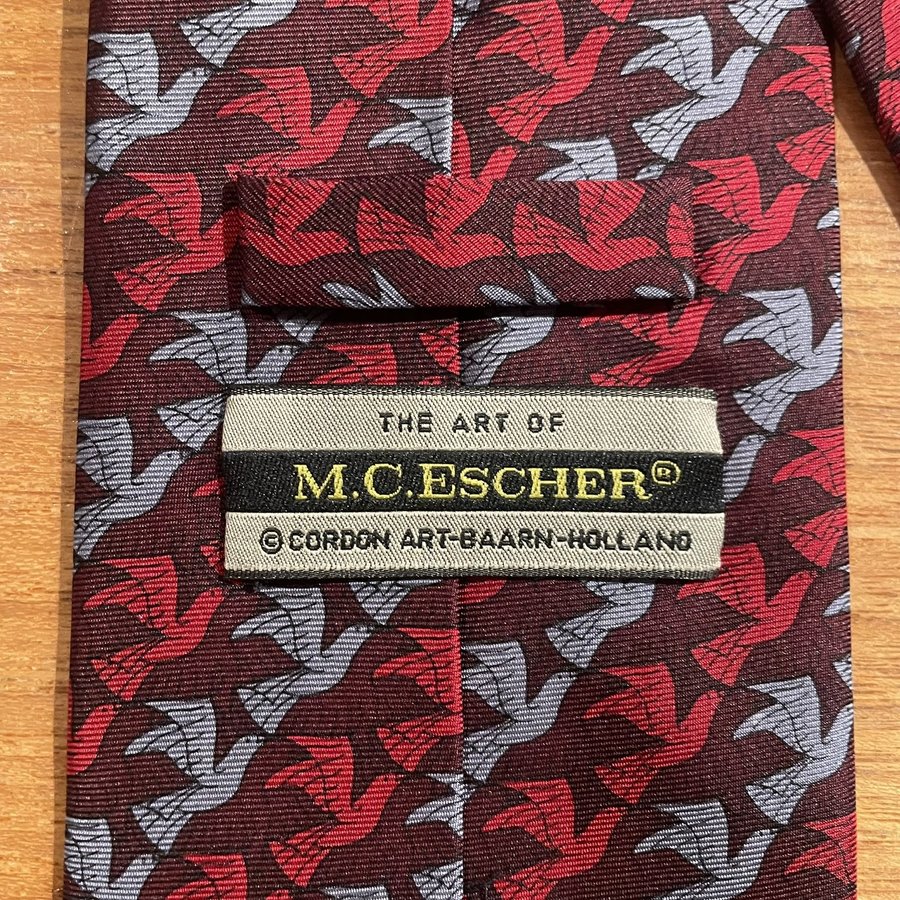 THE ART OF
M.C.ESCHER®
© CORDON ART-BAARN-HOLLAND